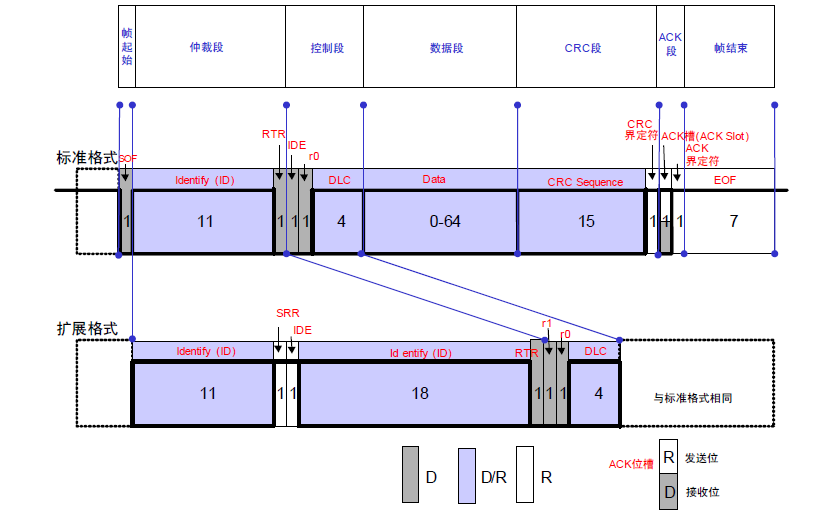 帧起始
仲裁段
控制段
数据段
CRC段
ACK段
帧结束
RTR
IDE
r0
CRC
界定符
ACK槽(ACK Slot)
ACK
界定符
标准格式
SOF
Identify (ID)
DLC
Data
CRC Sequence
EOF
1
11
1
1
1
4
0-64
15
1
1
1
7
扩展格式
SRR
IDE
r1
r0
Identify (ID)
Id entify (ID)
RTR
DLC
11
1
1
18
1
1
1
4
与标准格式相同
D
D/R
R
ACK位槽
R
发送位
D
接收位